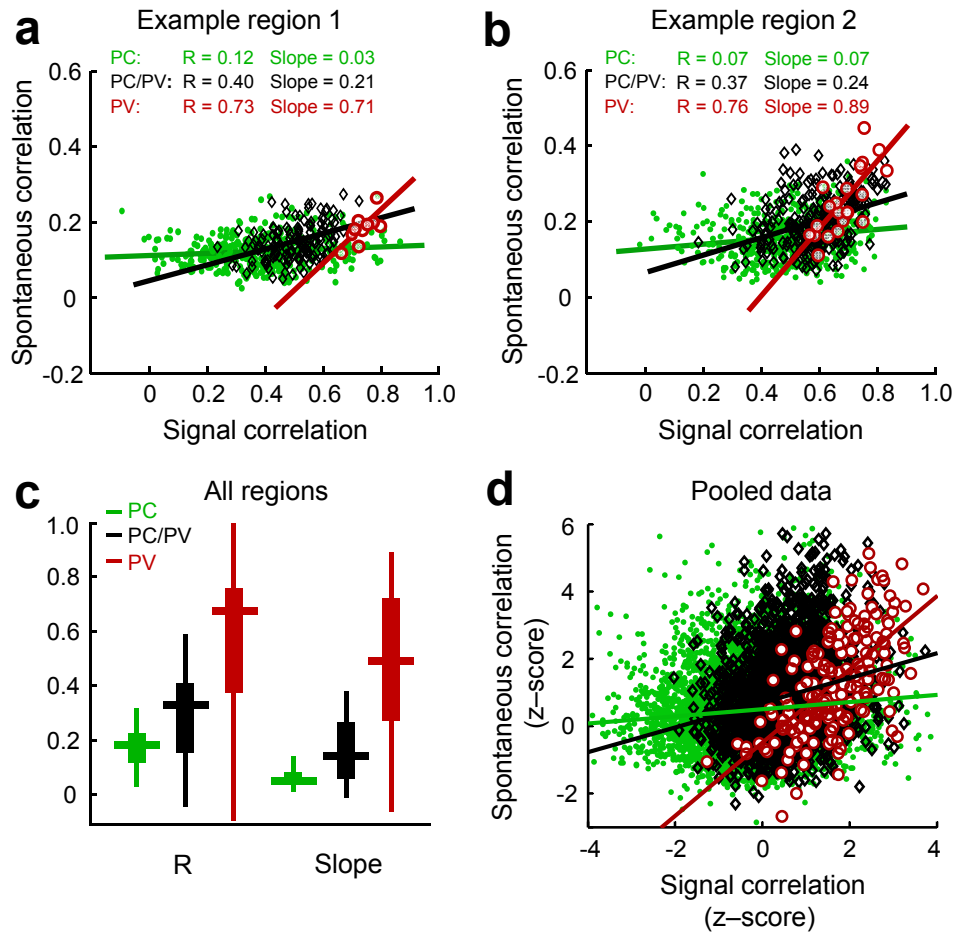 a
Example region 1
PC: R = 0.12 Slope = 0.03
PC/PV: R = 0.40 Slope = 0.21
PV: R = 0.73 Slope = 0.71
Spontaneous correlation
0.6
0.4
0.2
0
-0.2
0 0.2 0.4 0.6 0.8 1.0
Signal correlation
b
Example region 2
PC: R = 0.07 Slope = 0.07
PC/PV: R = 0.37 Slope = 0.24
PV: R = 0.76 Slope = 0.89
Spontaneous correlation
0.6
0.4
0.2
0
-0.2
0 0.2 0.4 0.6 0.8 1.0
Signal correlation
c
All regions
PC
PC/PV
PV
1.0
0.8
0.6
0.4
0.2
0
R Slope
d
Pooled data
Spontaneous correlation
(z–score)
6
4
2
0
-2
-4 -2 0 2 4
Signal correlation
(z–score)